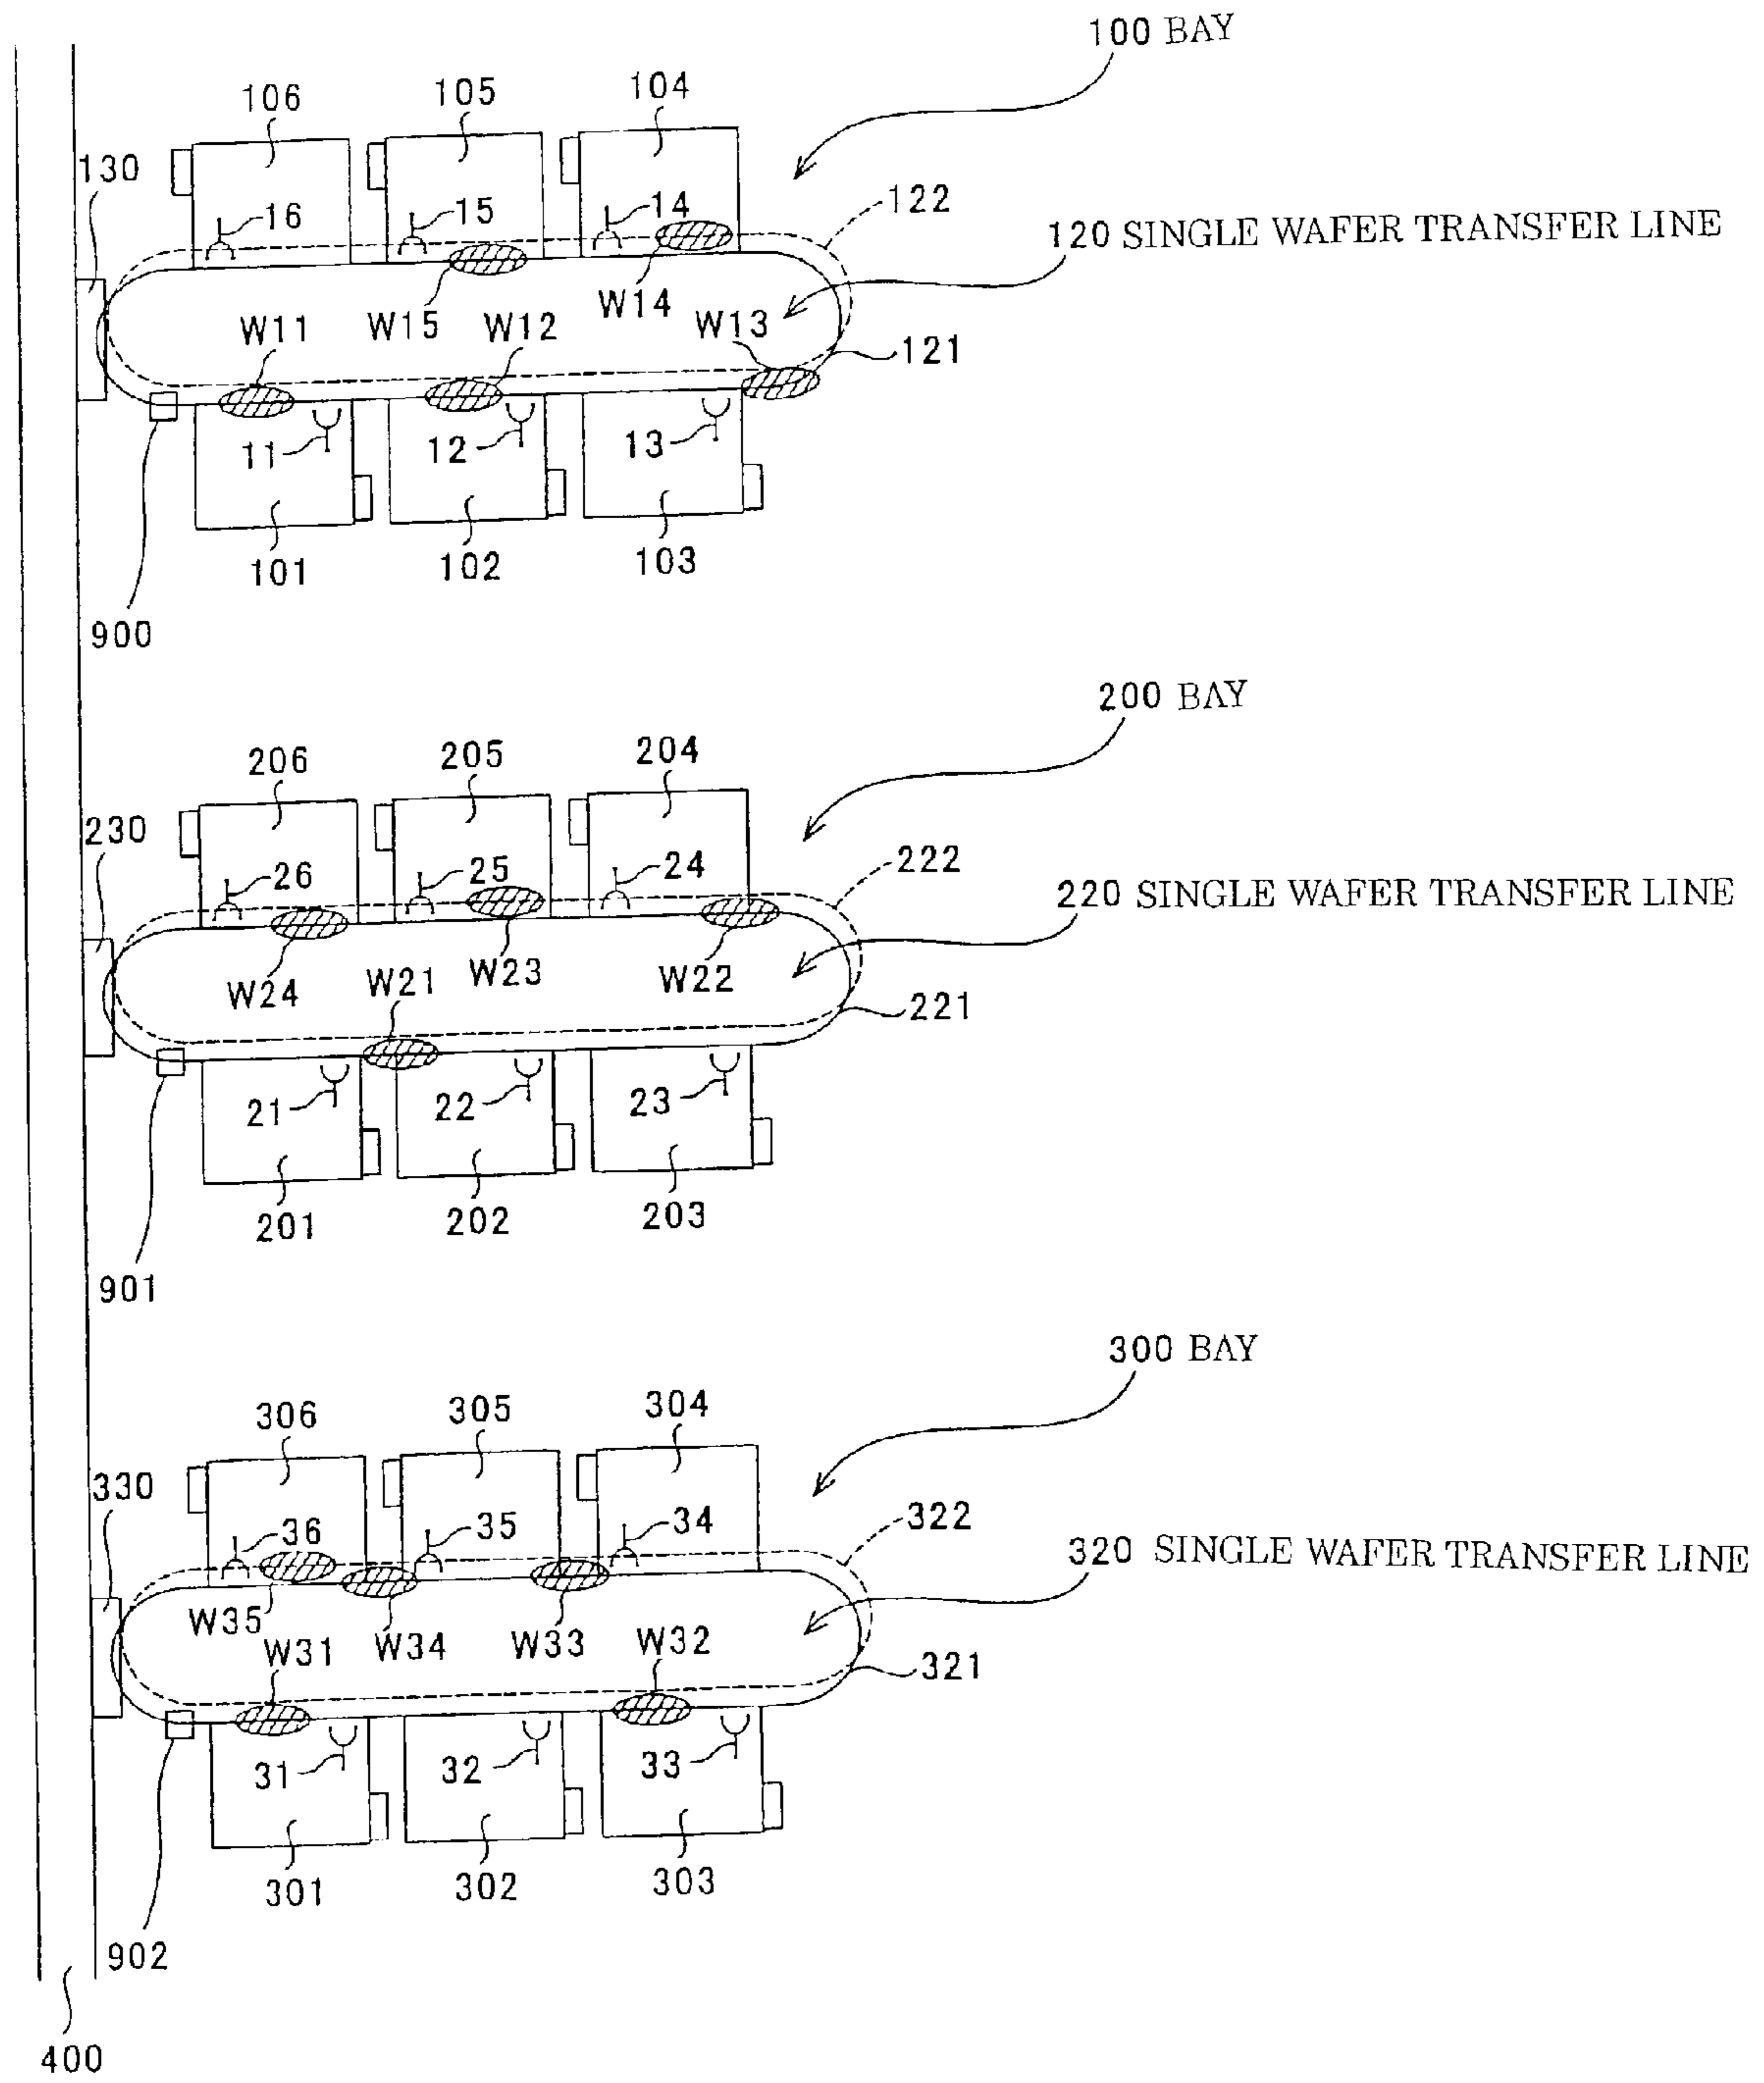 100 BAY
106 105 104
130
16 15 14
122
120 SINGLE WAFER TRANSFER LINE
W11 W15 W12 W14 W13
121
11 12 13
101 102 103
900
200 BAY
206 205 204
230
26 25 24
222
220 SINGLE WAFER TRANSFER LINE
W24 W21 W23 W22
221
21 22 23
201 202 203
901
300 BAY
306 305 304
330
36 35 34
322
320 SINGLE WAFER TRANSFER LINE
W35 W31 W34 W33 W32
321
31 32 33
301 302 303
902
400